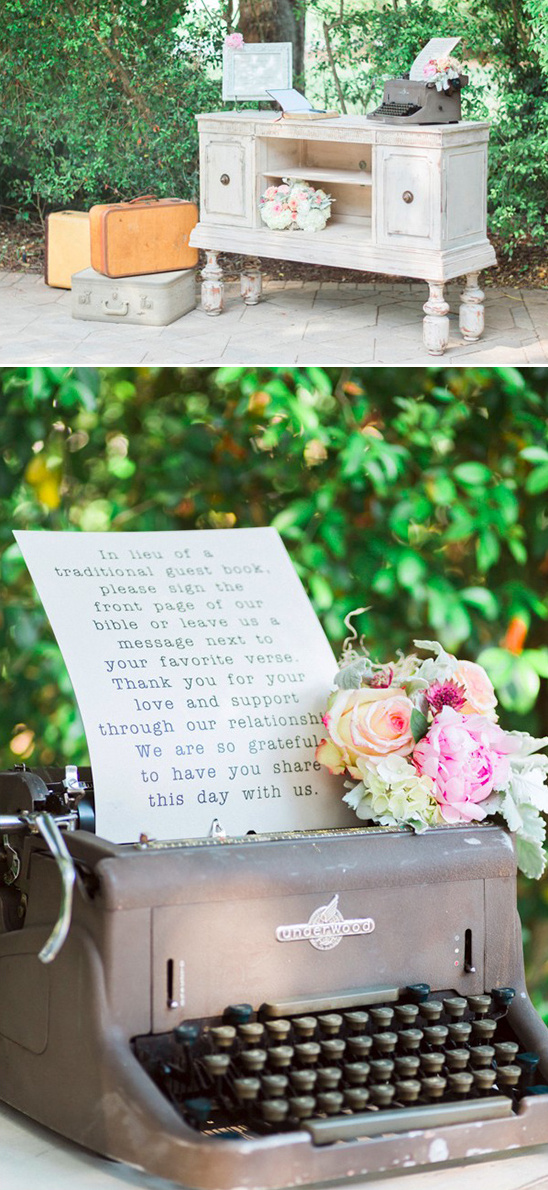 In lieu of a
traditional guest book,
please sign the
front page of our
bible or leave us a
message next to
your favorite verse.
Thank you for your
love and support
through our relationshi
We are so grateful
to have you share
this day with us.
underwood